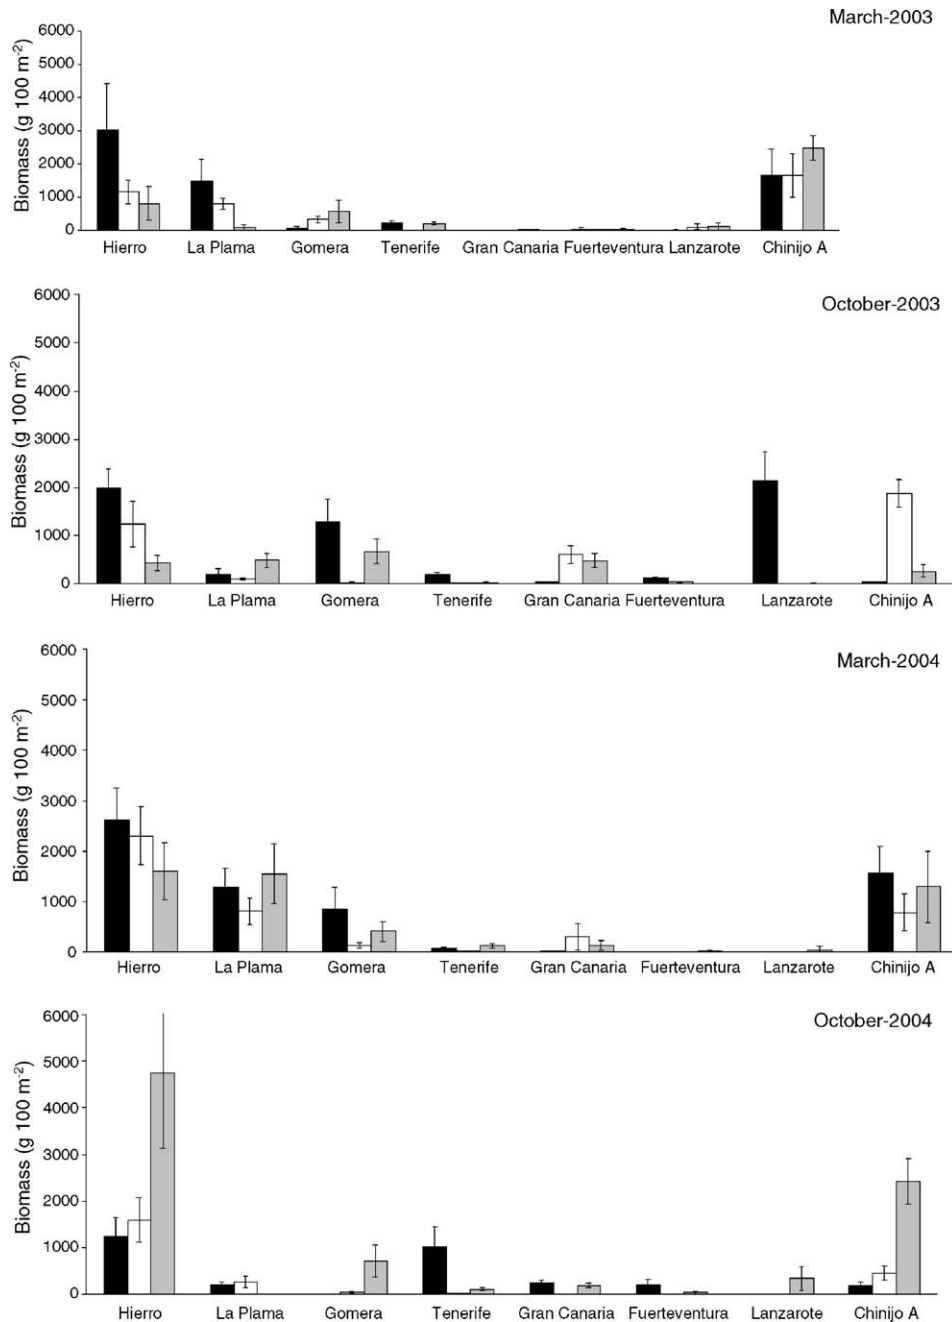 March-2003
Biomass (g 100 m-2)
6000
5000
4000
3000
2000
1000
0
Hierro La Plama Gomera Tenerife Gran Canaria Fuerteventura Lanzarote Chinijo A
October-2003
Biomass (g 100 m-2)
6000
5000
4000
3000
2000
1000
0
Hierro La Plama Gomera Tenerife Gran Canaria Fuerteventura Lanzarote Chinijo A
March-2004
Biomass (g 100 m-2)
6000
5000
4000
3000
2000
1000
0
Hierro La Plama Gomera Tenerife Gran Canaria Fuerteventura Lanzarote Chinijo A
October-2004
Biomass (g 100 m-2)
6000
5000
4000
3000
2000
1000
0
Hierro La Plama Gomera Tenerife Gran Canaria Fuerteventura Lanzarote Chinijo A